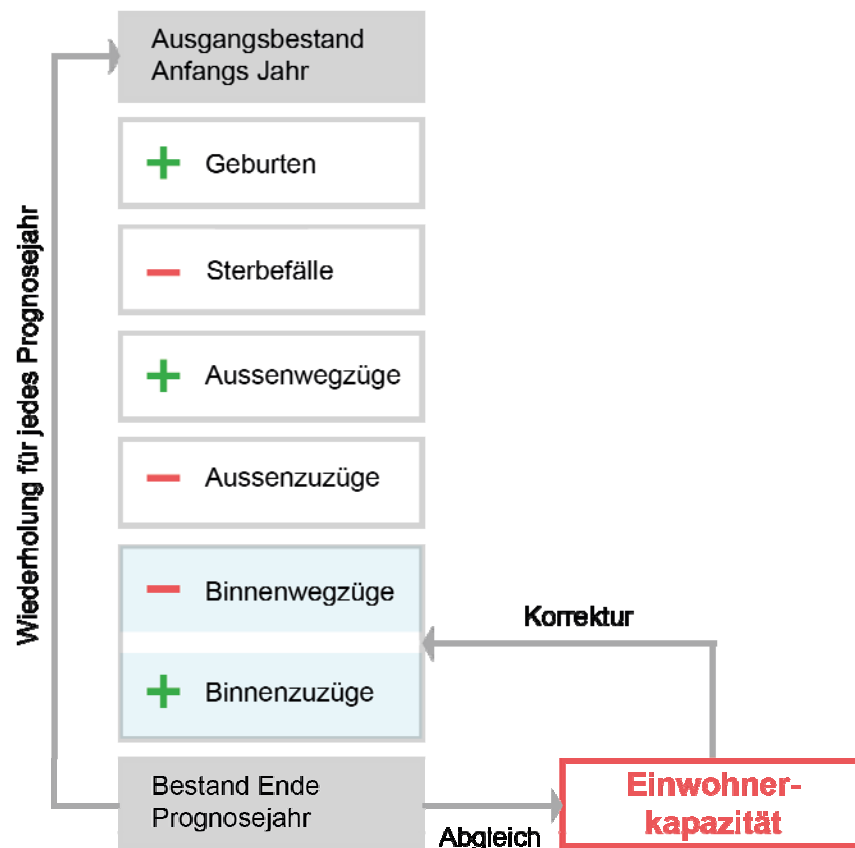 Ausgangsbestand
Anfangs Jahr
+ Geburten
− Sterbefälle
+ Aussenwegzüge
− Aussenzuzüge
− Binnenwegzüge
+ Binnenzuzüge
Bestand Ende
Prognosejahr
Wiederholung für jedes Prognosejahr
Korrektur
Abgleich
Einwohner-
kapazität